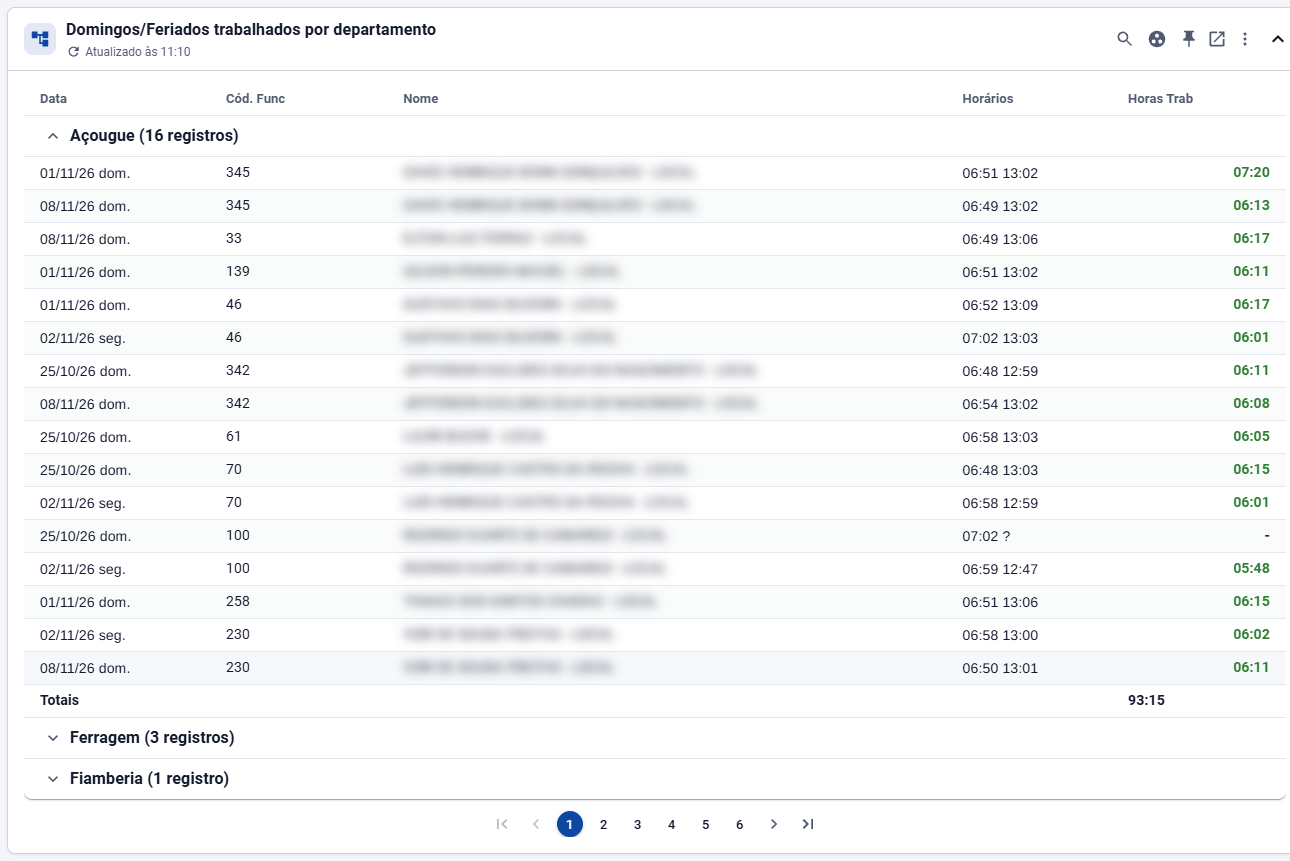 Domingos/Feriados trabalhados por departamento
Atualizado às 11:10
Data Cód. Func Nome Horários Horas Trab
Açougue (16 registros)
01/11/26 dom. 345 06:51 13:02 07:20
08/11/26 dom. 345 06:49 13:02 06:13
08/11/26 dom. 33 06:49 13:06 06:17
01/11/26 dom. 139 06:51 13:02 06:11
01/11/26 dom. 46 06:52 13:09 06:17
02/11/26 seg. 46 07:02 13:03 06:01
25/10/26 dom. 342 06:48 12:59 06:11
08/11/26 dom. 342 06:54 13:02 06:08
25/10/26 dom. 61 06:58 13:03 06:05
25/10/26 dom. 70 06:48 13:03 06:15
02/11/26 seg. 70 06:58 12:59 06:01
25/10/26 dom. 100 07:02 ? -
02/11/26 seg. 100 06:59 12:47 05:48
01/11/26 dom. 258 06:51 13:06 06:15
02/11/26 seg. 230 06:58 13:00 06:02
08/11/26 dom. 230 06:50 13:01 06:11
Totais 93:15
Ferragem (3 registros)
Fiamberia (1 registro)
1 2 3 4 5 6